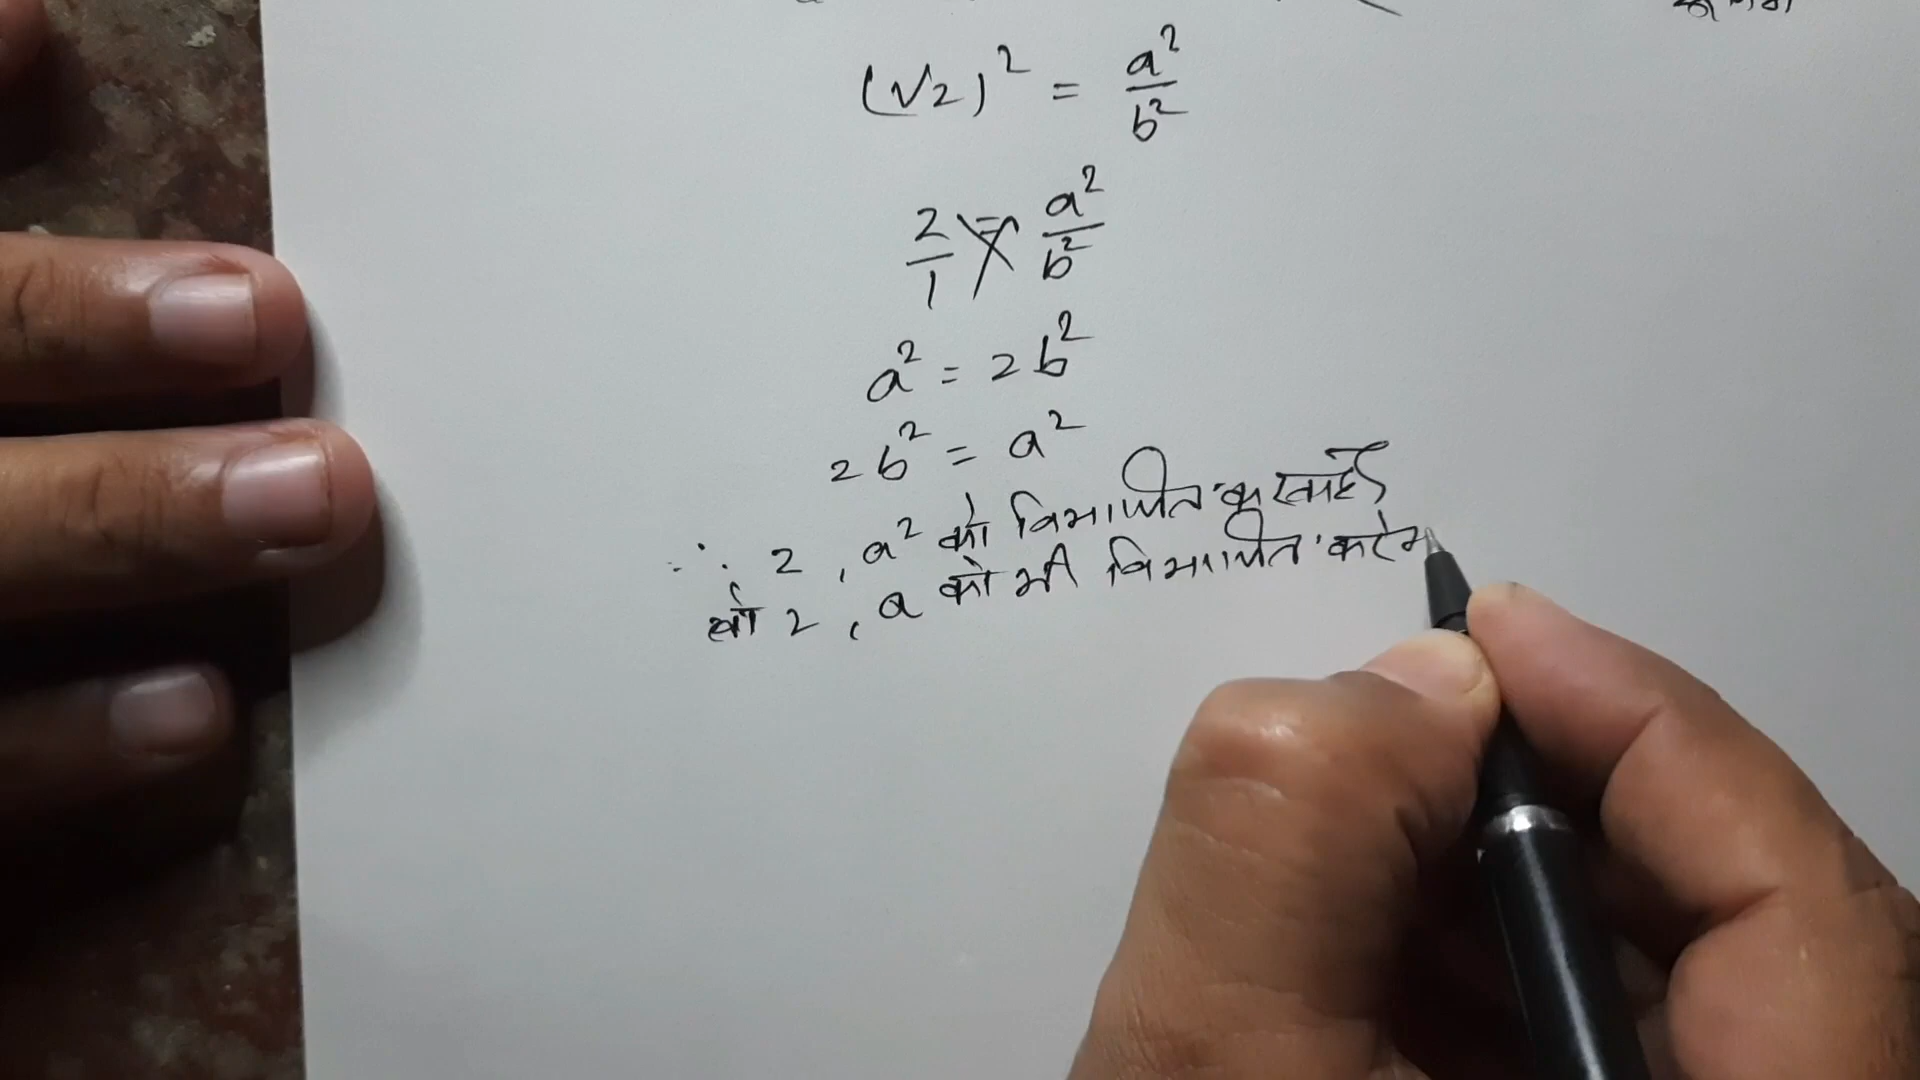 (√2)² = a²/b²
2/1 = a²/b²
a² = 2b²
2b² = a²
∴ 2, a² को विभाजीत करता है
तो 2, a को भी विभाजीत करेग